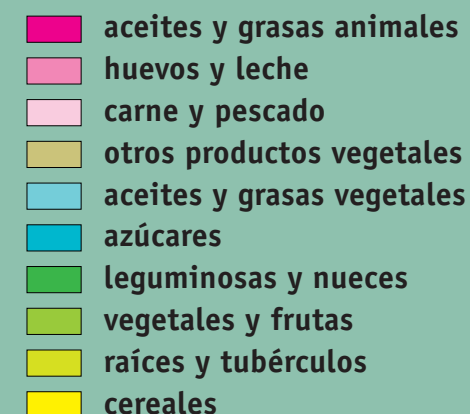 aceites y grasas animales
huevos y leche
carne y pescado
otros productos vegetales
aceites y grasas vegetales
azúcares
leguminosas y nueces
vegetales y frutas
raíces y tubérculos
cereales